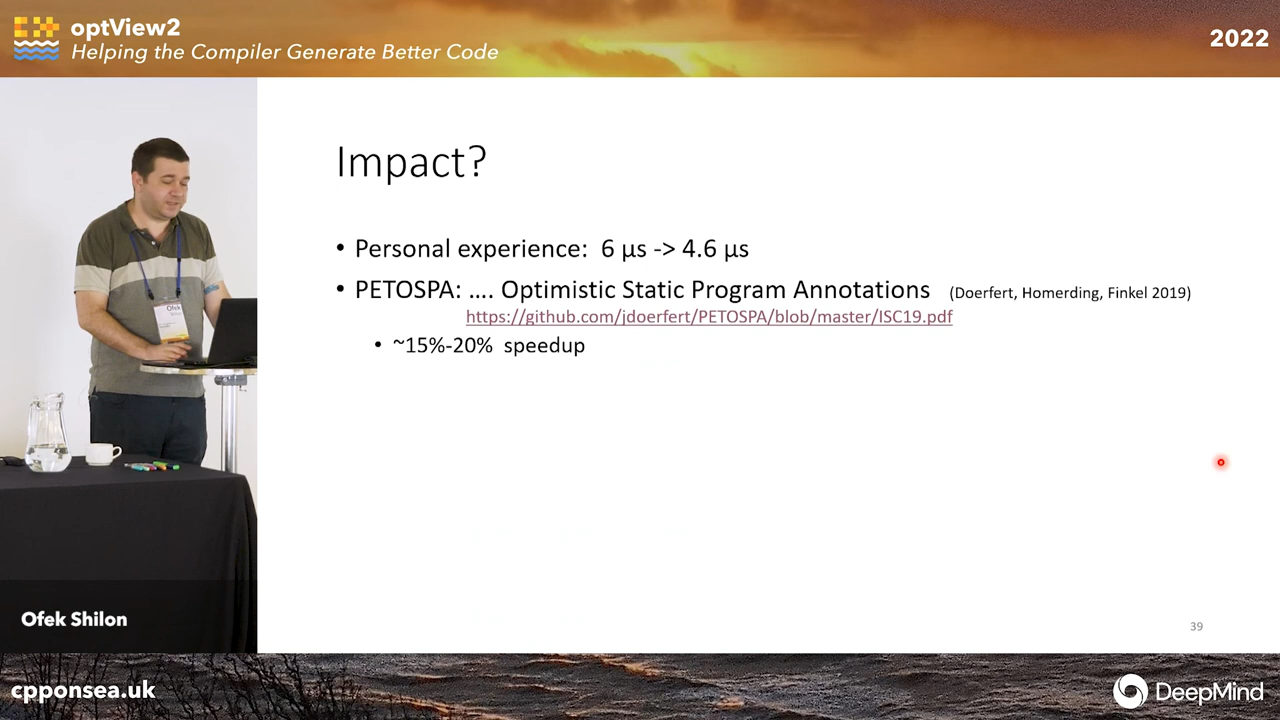 optView2
Helping the Compiler Generate Better Code
2022
Impact?
• Personal experience: 6 µs -> 4.6 µs
• PETOSPA: .... Optimistic Static Program Annotations (Doerfert, Homerding, Finkel 2019)
https://github.com/jdoerfert/PETOSPA/blob/master/ISC19.pdf
• ~15%-20% speedup
Ofek
Ofek Shilon
39
cpponsea.uk
DeepMind